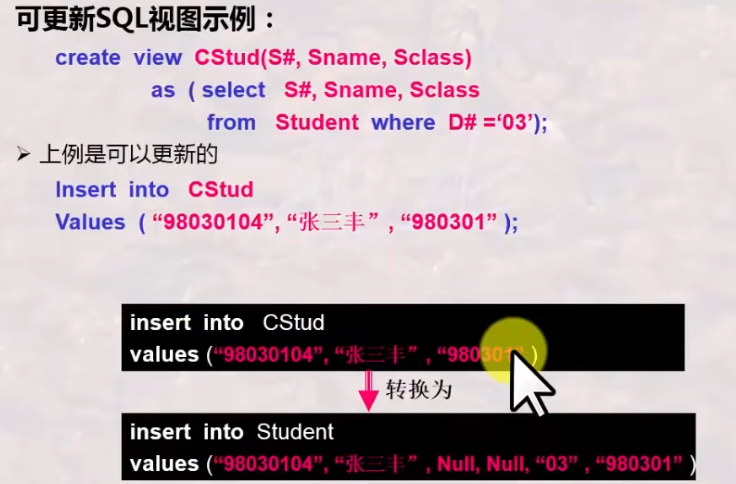 可更新SQL视图示例：
create view CStud(S#, Sname, Sclass)
as ( select S#, Sname, Sclass
from Student where D# =‘03’);
➢ 上例是可以更新的
Insert into CStud
Values ( “98030104”, “张三丰” , “980301” );
insert into CStud
values (“98030104”, “张三丰” , “980301” )
转换为
insert into Student
values (“98030104”, “张三丰” , Null, Null, “03” , “980301” )